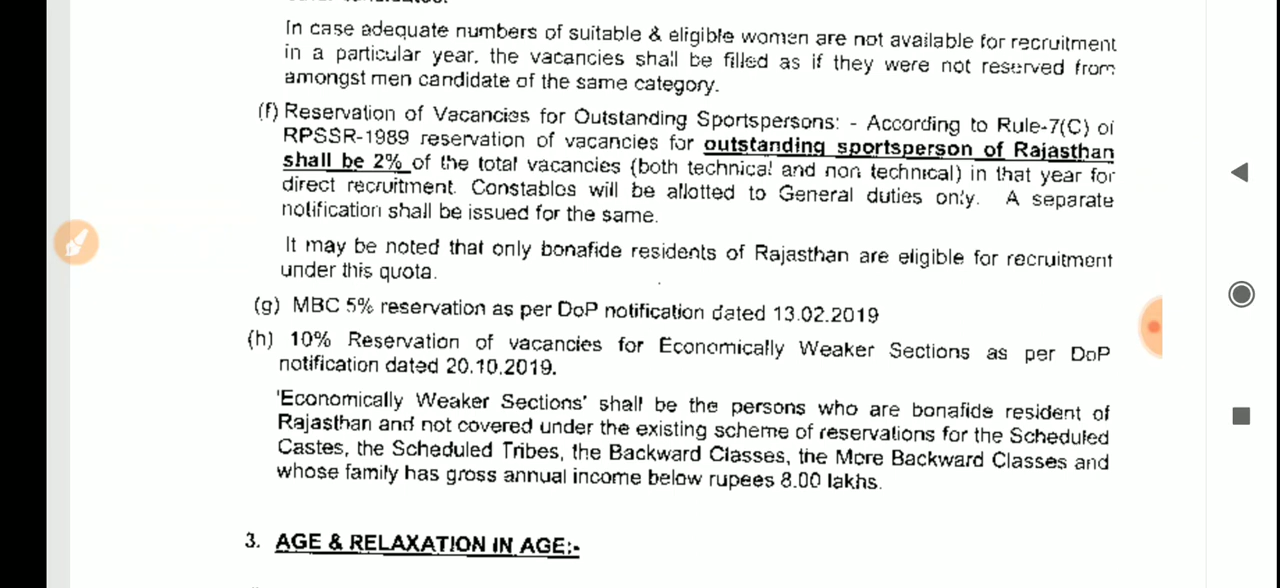 In case adequate numbers of suitable & eligible women are not available for recruitment
in a particular year, the vacancies shall be filled as if they were not reserved from
amongst men candidate of the same category.
(f) Reservation of Vacancies for Outstanding Sportspersons: - According to Rule-7(C) of
RPSSR-1989 reservation of vacancies for outstanding sportsperson of Rajasthan
shall be 2% of the total vacancies (both technical and non technical) in that year for
direct recruitment. Constables will be allotted to General duties only. A separate
notification shall be issued for the same.
It may be noted that only bonafide residents of Rajasthan are eligible for recruitment
under this quota.
(g) MBC 5% reservation as per DoP notification dated 13.02.2019
(h) 10% Reservation of vacancies for Economically Weaker Sections as per DoP
notification dated 20.10.2019.
'Economically Weaker Sections' shall be the persons who are bonafide resident of
Rajasthan and not covered under the existing scheme of reservations for the Scheduled
Castes, the Scheduled Tribes, the Backward Classes, the More Backward Classes and
whose family has gross annual income below rupees 8.00 lakhs.
3. AGE & RELAXATION IN AGE:-